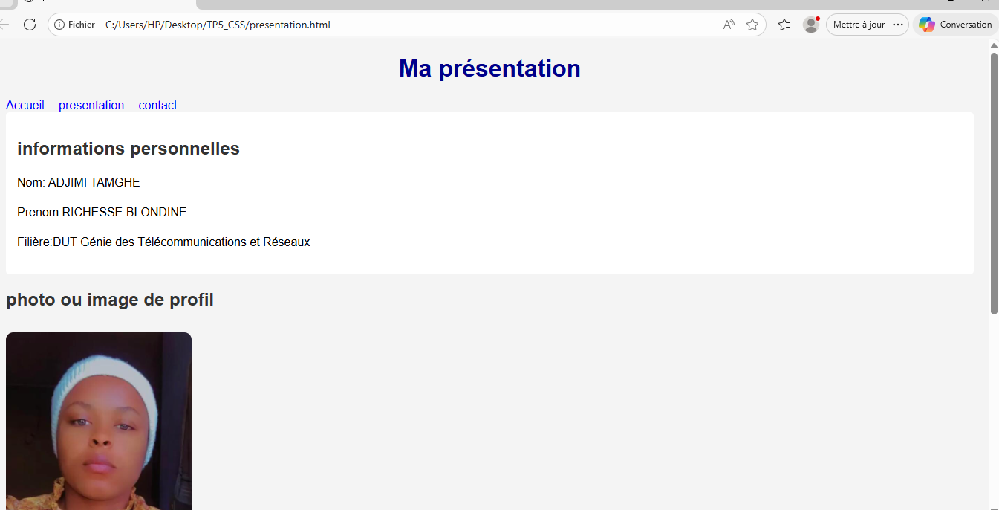 Fichier C:/Users/HP/Desktop/TP5_CSS/presentation.html Mettre à jour Conversation
Ma présentation
Accueil presentation contact
informations personnelles
Nom: ADJIMI TAMGHE
Prenom:RICHESSE BLONDINE
Filière:DUT Génie des Télécommunications et Réseaux
photo ou image de profil